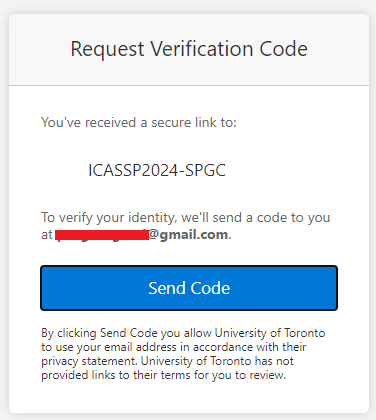 Request Verification Code
You've received a secure link to:
ICASSP2024-SPGC
To verify your identity, we'll send a code to you
at @gmail.com.
Send Code
By clicking Send Code you allow University of Toronto
to use your email address in accordance with their
privacy statement. University of Toronto has not
provided links to their terms for you to review.